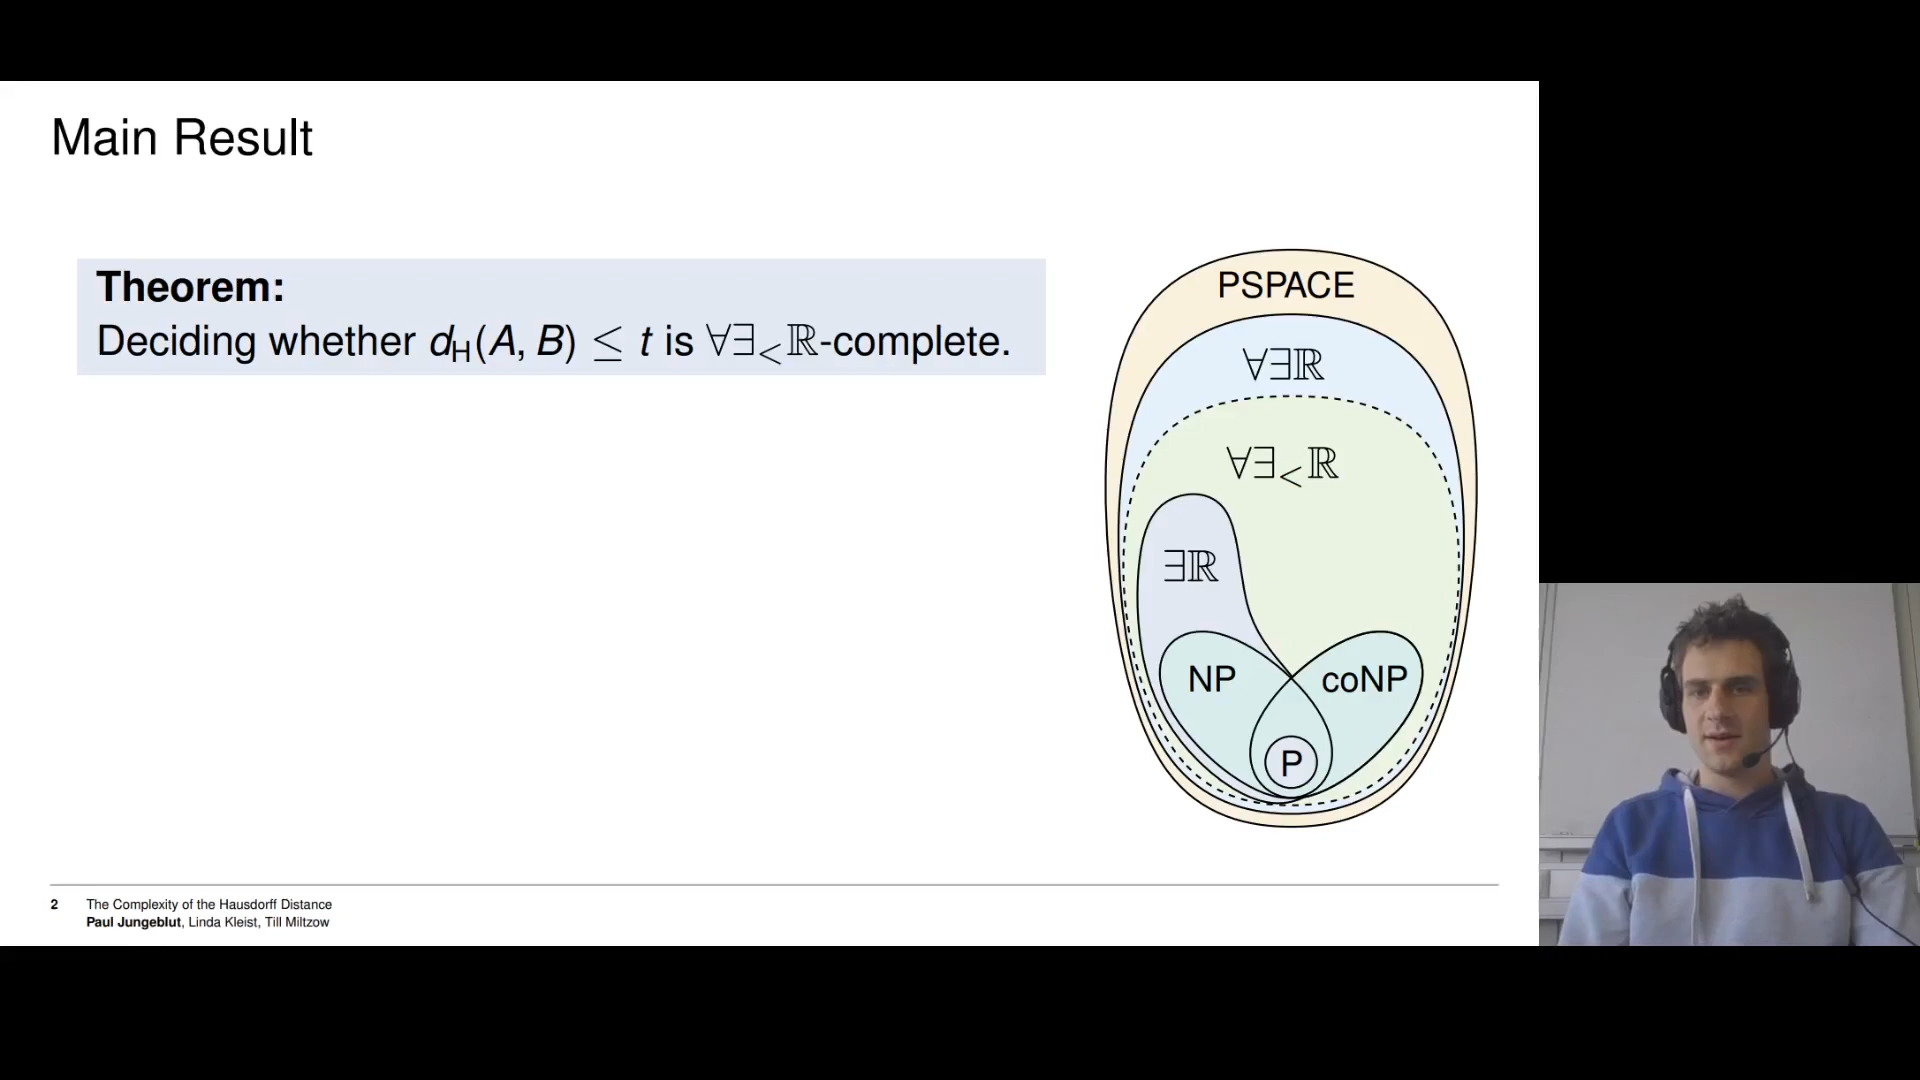 Main Result
Theorem:
Deciding whether d_H(A, B) ≤ t is ∀∃_<ℝ-complete.
PSPACE
∀∃ℝ
∀∃_<ℝ
∃ℝ
NP
coNP
P
2 The Complexity of the Hausdorff Distance
Paul Jungeblut, Linda Kleist, Till Miltzow